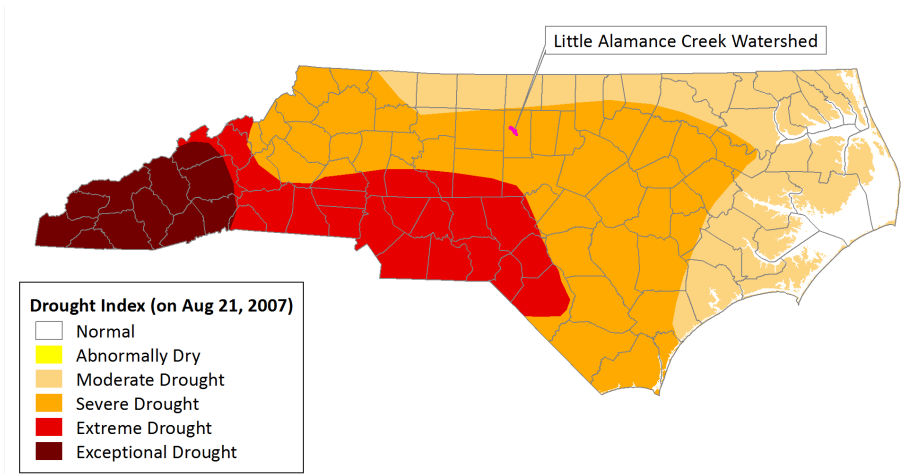 Little Alamance Creek Watershed
Drought Index (on Aug 21, 2007)
Normal
Abnormally Dry
Moderate Drought
Severe Drought
Extreme Drought
Exceptional Drought